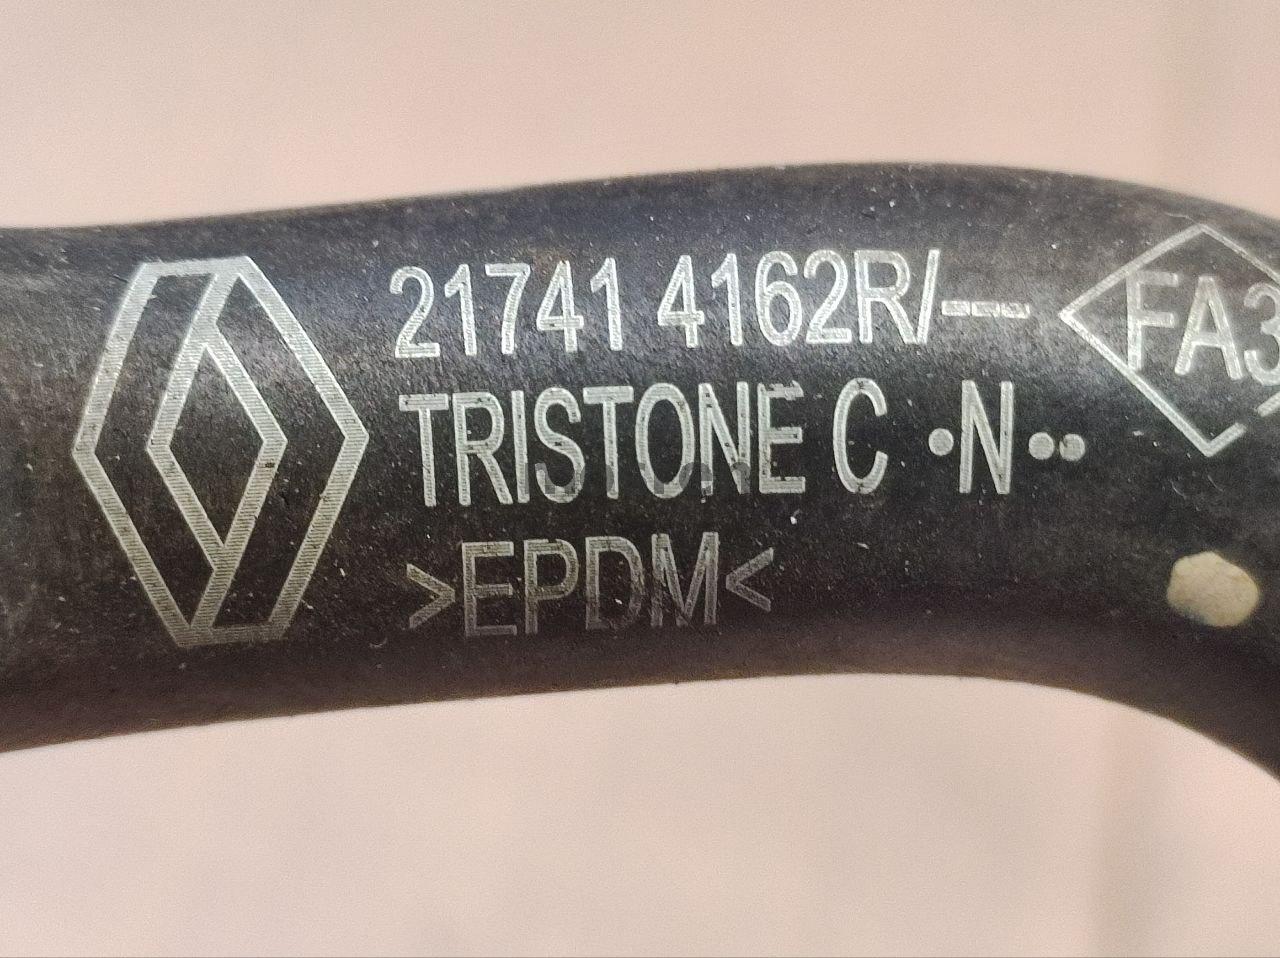 21741 4162R/---
TRISTONE C •N••
>EPDM<
FA3